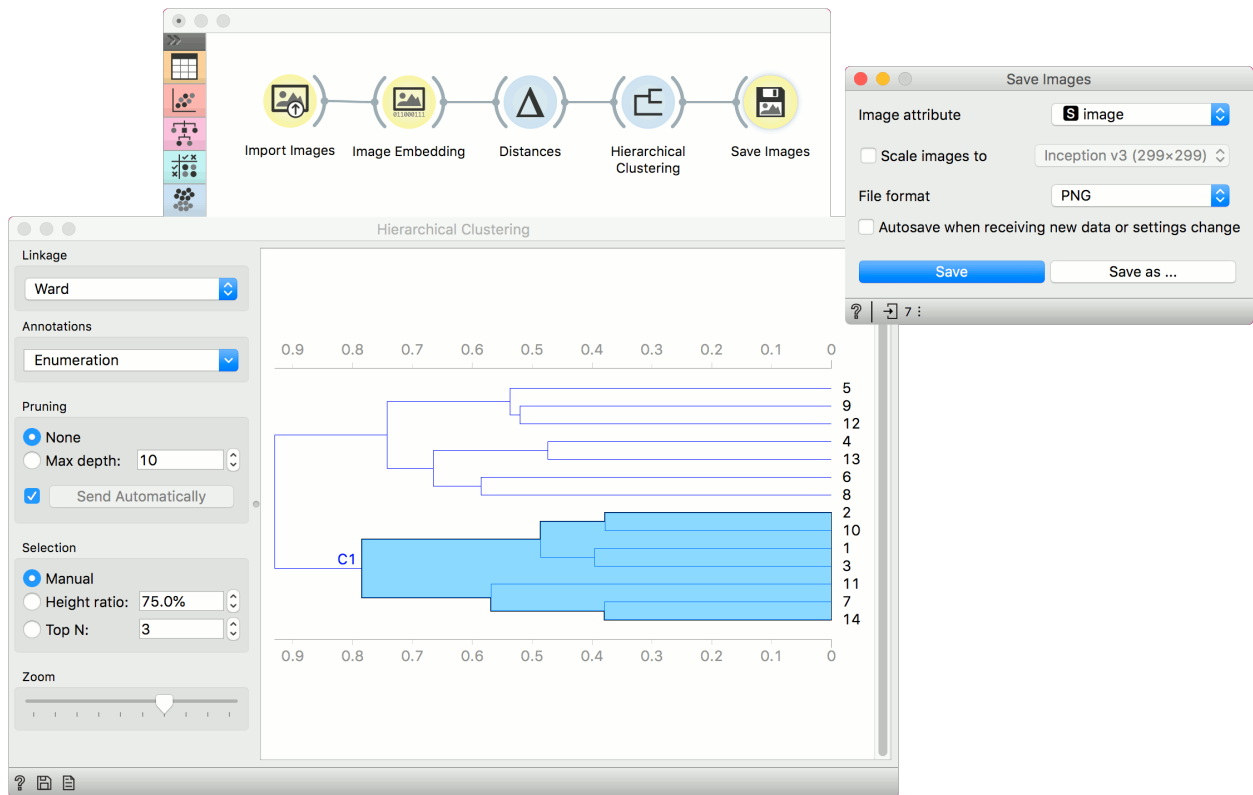 Import Images
Image Embedding
Distances
Hierarchical
Clustering
Save Images
011000111
Save Images
Image attribute
S image
Scale images to
Inception v3 (299×299)
File format
PNG
Autosave when receiving new data or settings change
Save
Save as ...
? 7
Hierarchical Clustering
Linkage
Ward
Annotations
Enumeration
Pruning
None
Max depth: 10
Send Automatically
Selection
Manual
Height ratio: 75.0%
Top N: 3
Zoom
0.9 0.8 0.7 0.6 0.5 0.4 0.3 0.2 0.1 0
5
9
12
4
13
6
8
2
10
C1
1
3
11
7
14
0.9 0.8 0.7 0.6 0.5 0.4 0.3 0.2 0.1 0
?